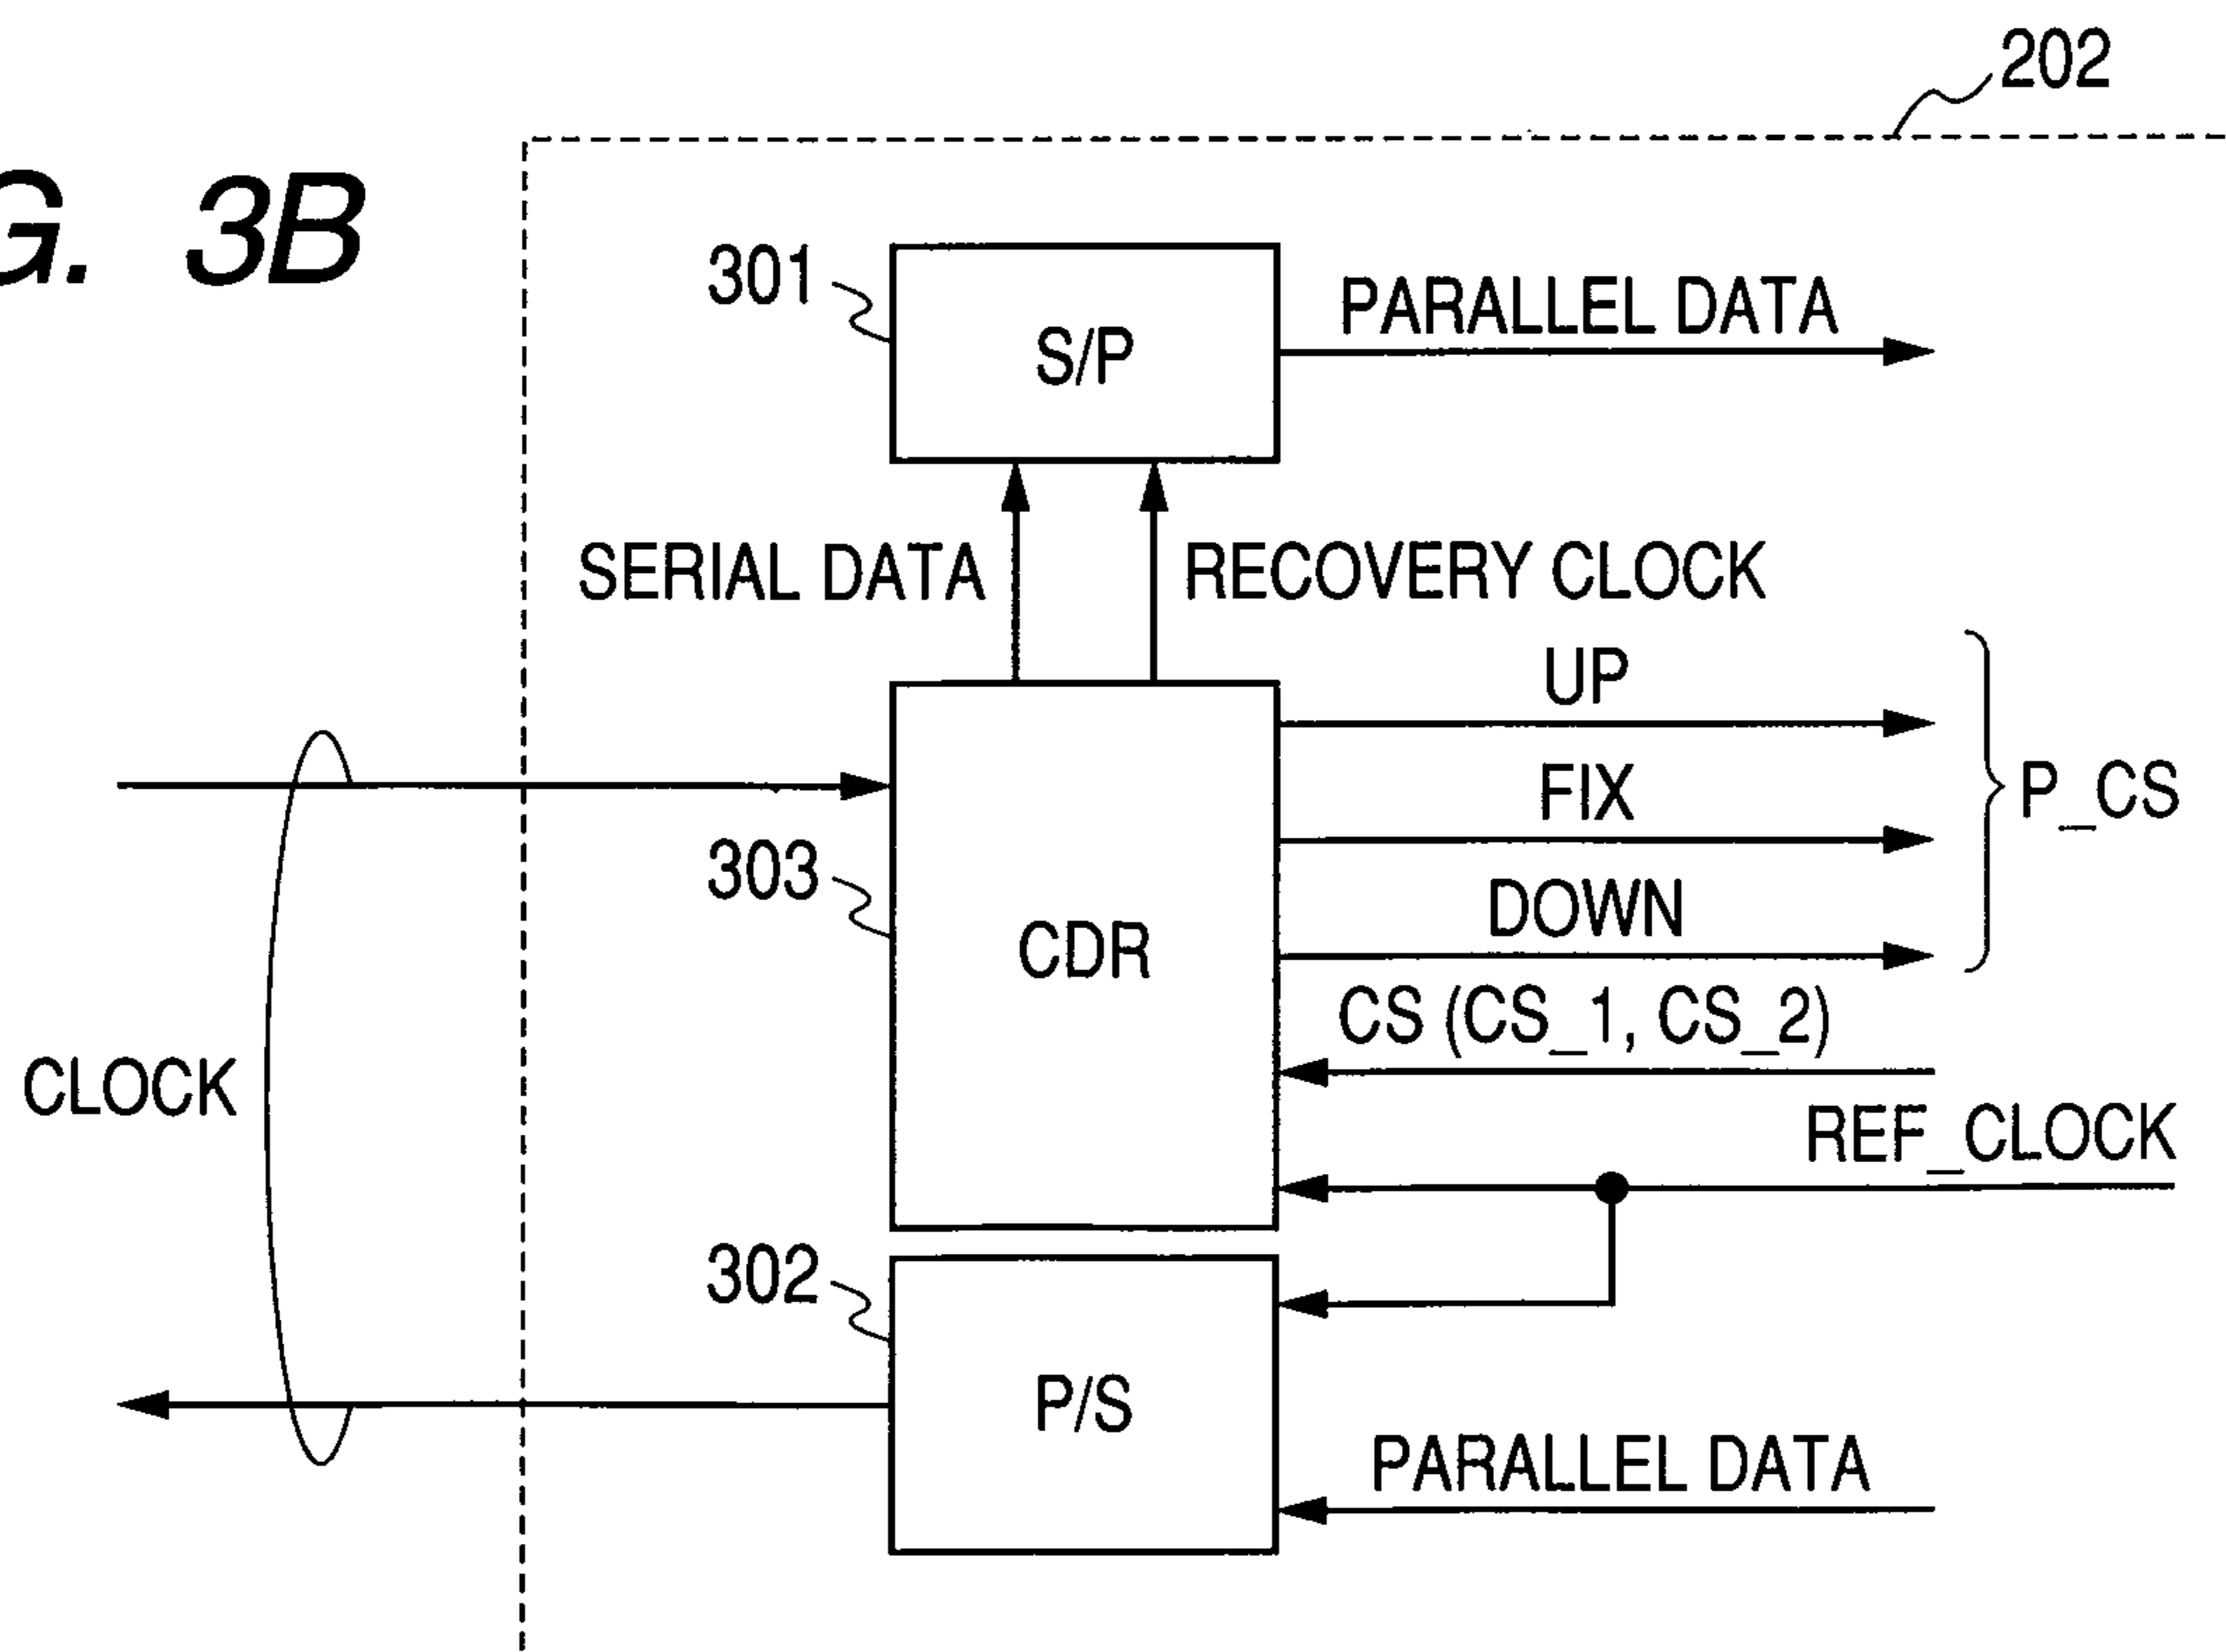 202
G. 3B
301
PARALLEL DATA
S/P
SERIAL DATA
RECOVERY CLOCK
UP
FIX
P_CS
303
DOWN
CDR
CS (CS_1, CS_2)
CLOCK
REF_CLOCK
302
P/S
PARALLEL DATA